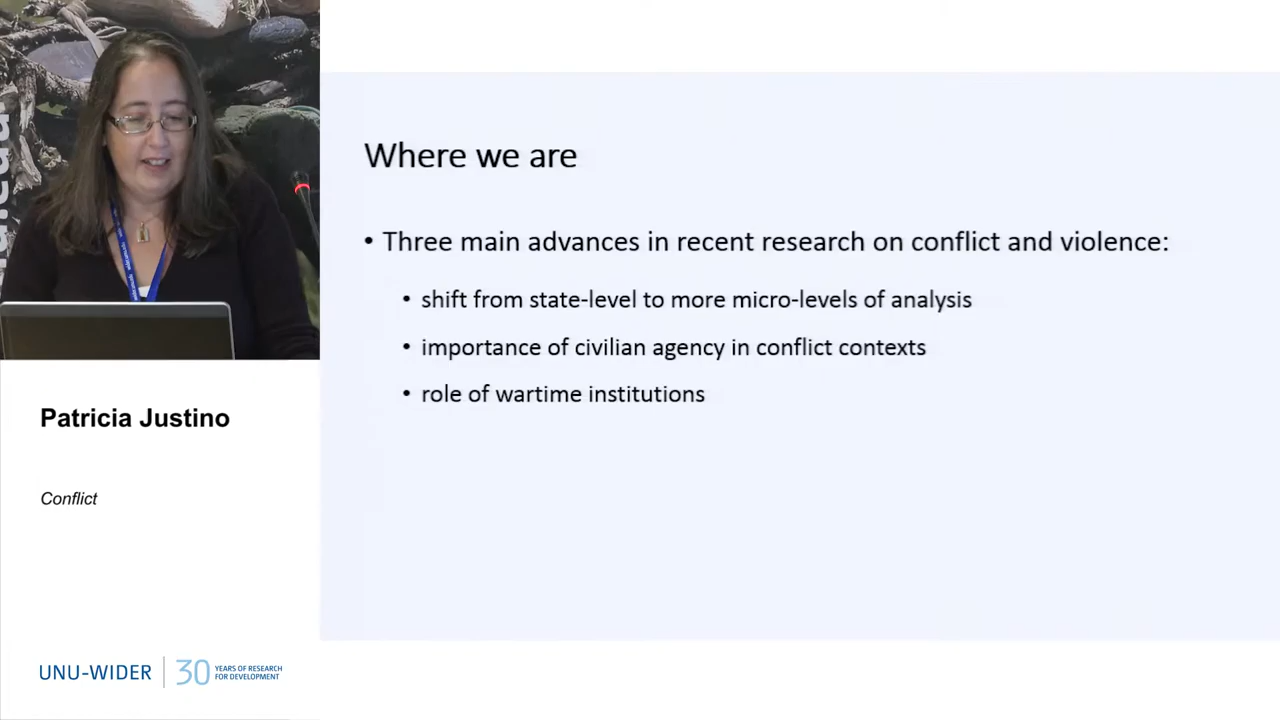 Where we are
• Three main advances in recent research on conflict and violence:
• shift from state-level to more micro-levels of analysis
• importance of civilian agency in conflict contexts
• role of wartime institutions
Patricia Justino
Conflict
UNU-WIDER
30 YEARS OF RESEARCH
FOR DEVELOPMENT